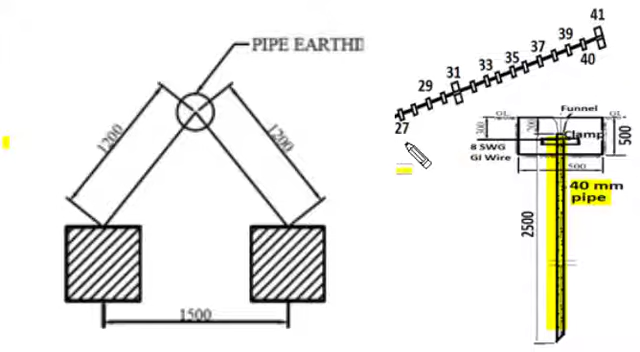 PIPE EARTHI
1200
1200
1500
41
39
37
35
33
31
29
27
40
Funnel
GL
GL
Clamp
300
500
8 SWG
GI Wire
500
40 mm
pipe
2500